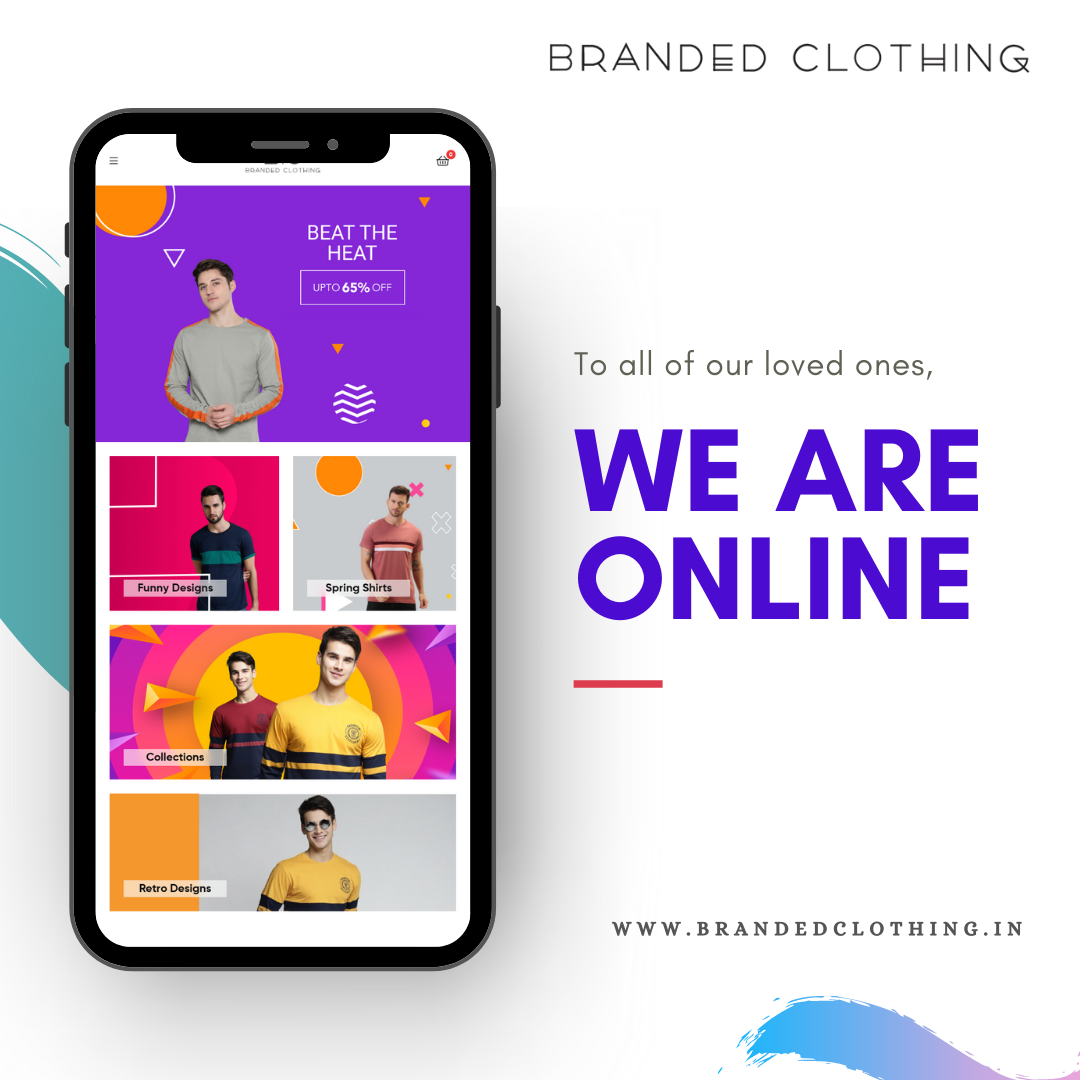 BRANDED CLOTHING
BRANDED CLOTHING
0
BEAT THE
HEAT
UPTO 65% OFF
Funny Designs
Spring Shirts
Collections
Retro Designs
To all of our loved ones,
WE ARE
ONLINE
WWW.BRANDEDCLOTHING.IN